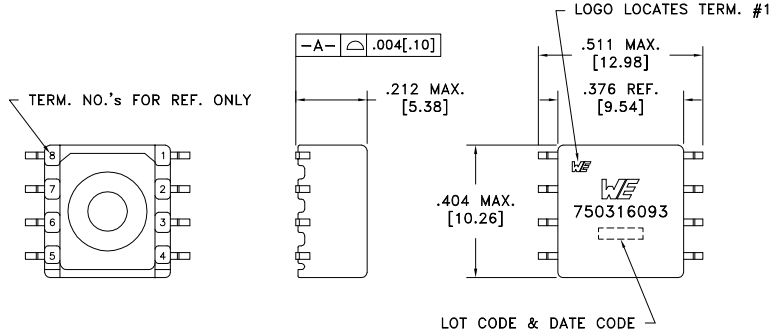 LOGO LOCATES TERM. #1
-A- ⌓ .004[.10]
.511 MAX.
[12.98]
.212 MAX.
[5.38]
.376 REF.
[9.54]
TERM. NO.'s FOR REF. ONLY
8 1
7 2
6 3
5 4
WE
WE
750316093
.404 MAX.
[10.26]
LOT CODE & DATE CODE